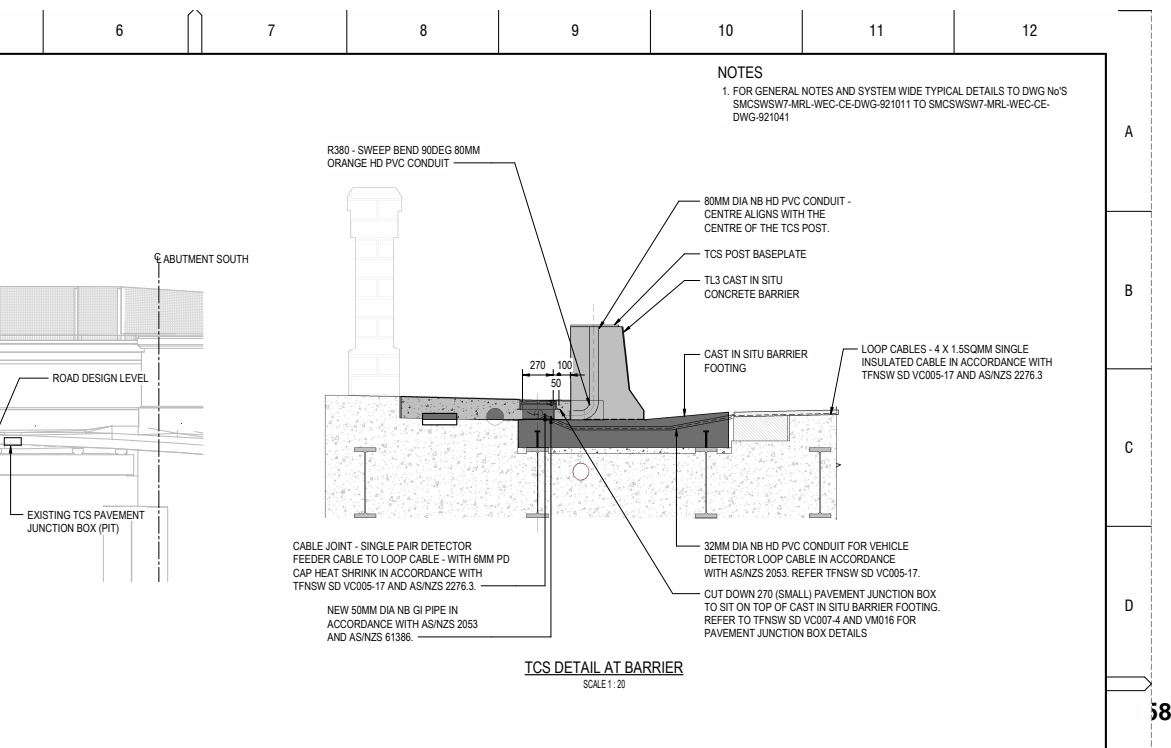 6 7 8 9 10 11 12
NOTES
1. FOR GENERAL NOTES AND SYSTEM WIDE TYPICAL DETAILS TO DWG No'S
SMCSWSW7-MRL-WEC-CE-DWG-921011 TO SMCSWSW7-MRL-WEC-CE-
DWG-921041
A
R380 - SWEEP BEND 90DEG 80MM
ORANGE HD PVC CONDUIT
80MM DIA NB HD PVC CONDUIT -
CENTRE ALIGNS WITH THE
CENTRE OF THE TCS POST.
TCS POST BASEPLATE
TL3 CAST IN SITU
CONCRETE BARRIER
B
℄ ABUTMENT SOUTH
ROAD DESIGN LEVEL
270 100
50
CAST IN SITU BARRIER
FOOTING
LOOP CABLES - 4 X 1.5SQMM SINGLE
INSULATED CABLE IN ACCORDANCE WITH
TFNSW SD VC005-17 AND AS/NZS 2276.3
C
EXISTING TCS PAVEMENT
JUNCTION BOX (PIT)
CABLE JOINT - SINGLE PAIR DETECTOR
FEEDER CABLE TO LOOP CABLE - WITH 6MM PD
CAP HEAT SHRINK IN ACCORDANCE WITH
TFNSW SD VC005-17 AND AS/NZS 2276.3.
NEW 50MM DIA NB GI PIPE IN
ACCORDANCE WITH AS/NZS 2053
AND AS/NZS 61386.
32MM DIA NB HD PVC CONDUIT FOR VEHICLE
DETECTOR LOOP CABLE IN ACCORDANCE
WITH AS/NZS 2053. REFER TFNSW SD VC005-17.
CUT DOWN 270 (SMALL) PAVEMENT JUNCTION BOX
TO SIT ON TOP OF CAST IN SITU BARRIER FOOTING.
REFER TO TFNSW SD VC007-4 AND VM016 FOR
PAVEMENT JUNCTION BOX DETAILS
D
TCS DETAIL AT BARRIER
SCALE 1 : 20
58